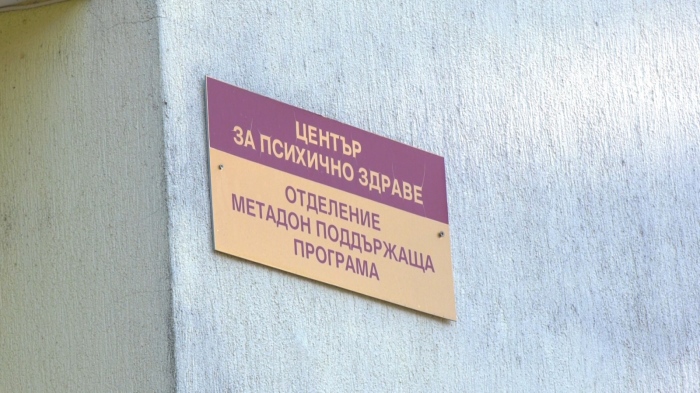 ЦЕНТЪР
ЗА ПСИХИЧНО ЗДРАВЕ
ОТДЕЛЕНИЕ
МЕТАДОН ПОДДЪРЖАЩА
ПРОГРАМА